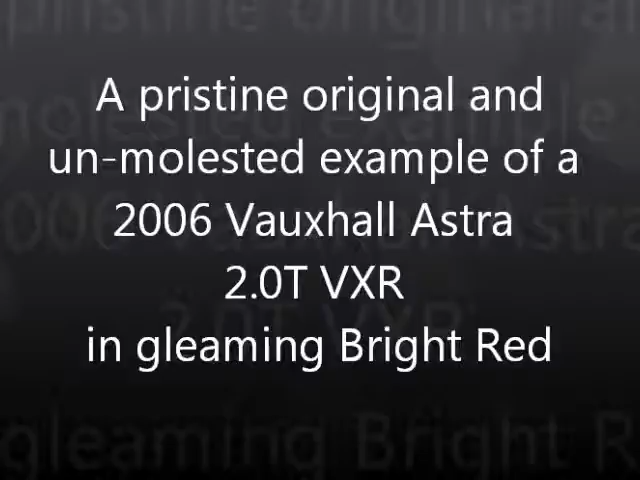 A pristine original and
un-molested example of a
2006 Vauxhall Astra
2.0T VXR
in gleaming Bright Red